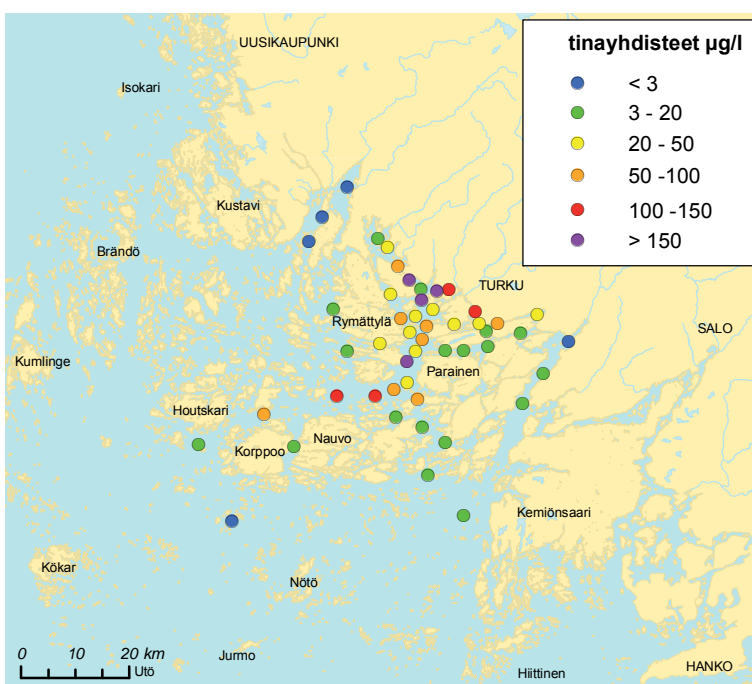 UUSIKAUPUNKI
Isokari
tinayhdisteet µg/l
< 3
3 - 20
20 - 50
50 -100
100 -150
> 150
Kustavi
Brändö
TURKU
Rymättylä
SALO
Kumlinge
Parainen
Houtskari
Nauvo
Korppoo
Kemiönsaari
Kökar
Nötö
0 10 20 km
Jurmo
Utö
Hiittinen
HANKO